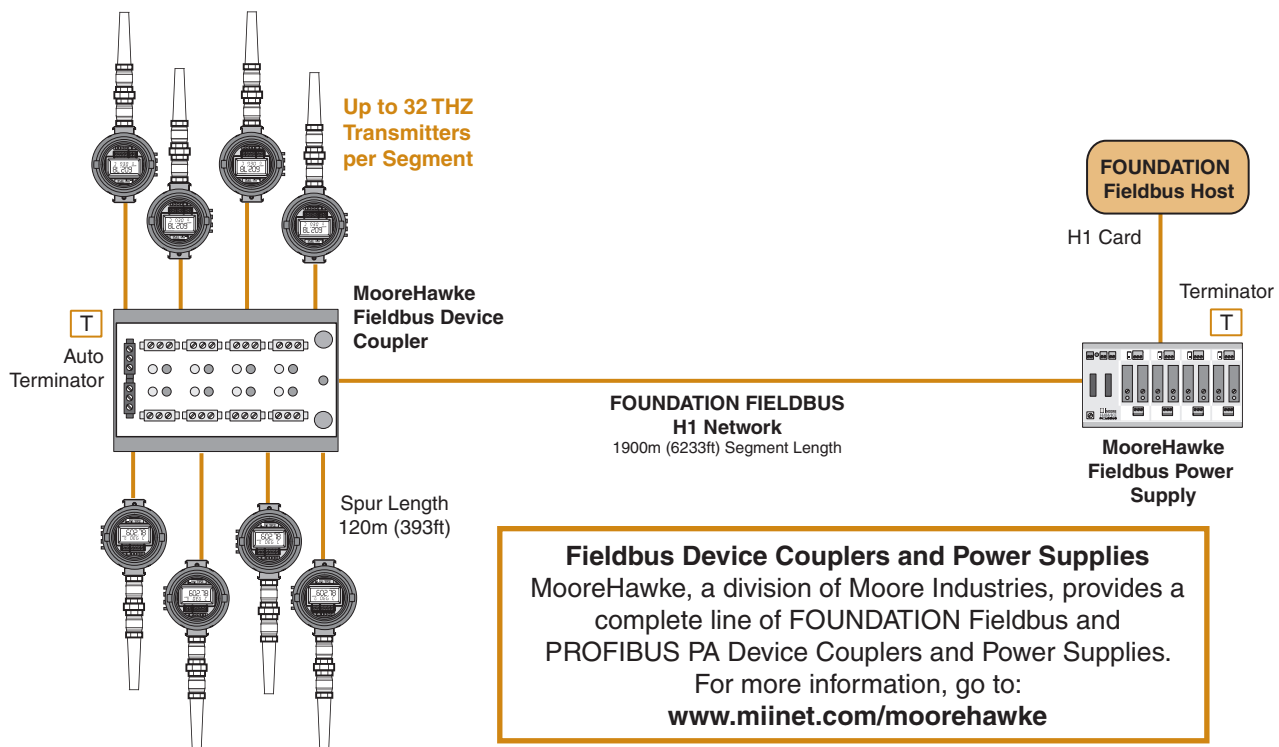 Up to 32 THZ
Transmitters
per Segment
FOUNDATION
Fieldbus Host
H1 Card
Terminator
T
MooreHawke
Fieldbus Device
Coupler
T
Auto
Terminator
FOUNDATION FIELDBUS
H1 Network
1900m (6233ft) Segment Length
MooreHawke
Fieldbus Power
Supply
Spur Length
120m (393ft)
Fieldbus Device Couplers and Power Supplies
MooreHawke, a division of Moore Industries, provides a
complete line of FOUNDATION Fieldbus and
PROFIBUS PA Device Couplers and Power Supplies.
For more information, go to:
www.miinet.com/moorehawke